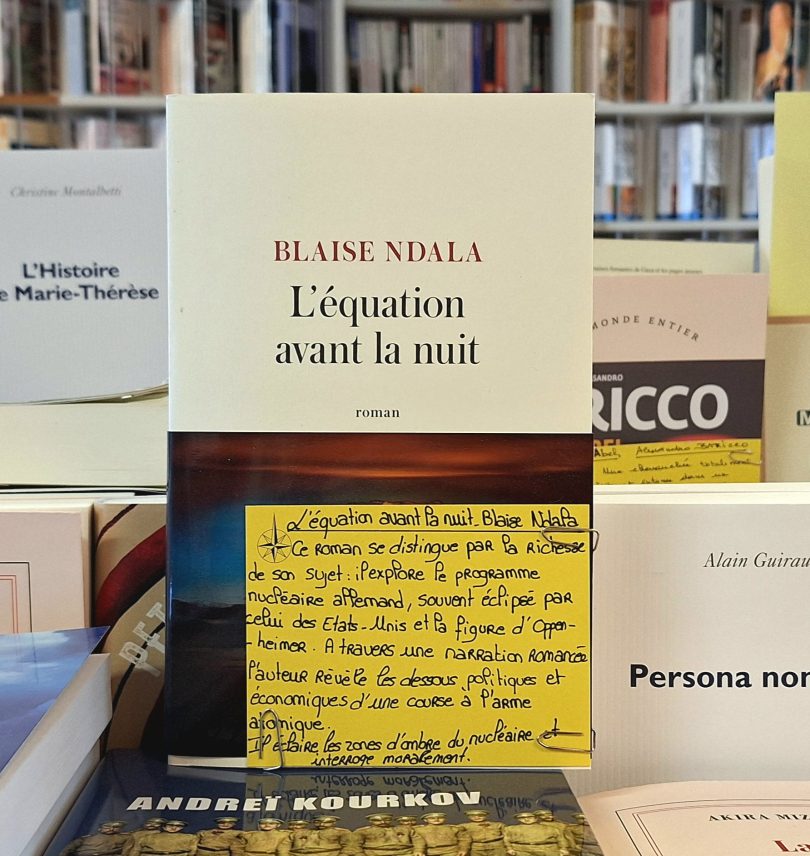 Christine Montalbetti
L'Histoire
e Marie-Thérèse
BLAISE NDALA
L'équation
avant la nuit
roman
MONDE ENTIER
SANDRO
RICCO
Abel, Alessandro BARICCO
L'équation avant la nuit - Blaise Ndala
Ce roman se distingue par la richesse
de son sujet : il explore le programme
nucléaire allemand, souvent éclipsé par
celui des Etats-Unis et la figure d'Oppen-
-heimer. A travers une narration romancée
l'auteur révèle les dessous politiques et
économiques d'une course à l'arme
atomique.
Il éclaire les zones d'ombre du nucléaire et
interroge moralement.
Alain Guirau
Persona non
ANDREÏ KOURKOV
AKIRA MIZ